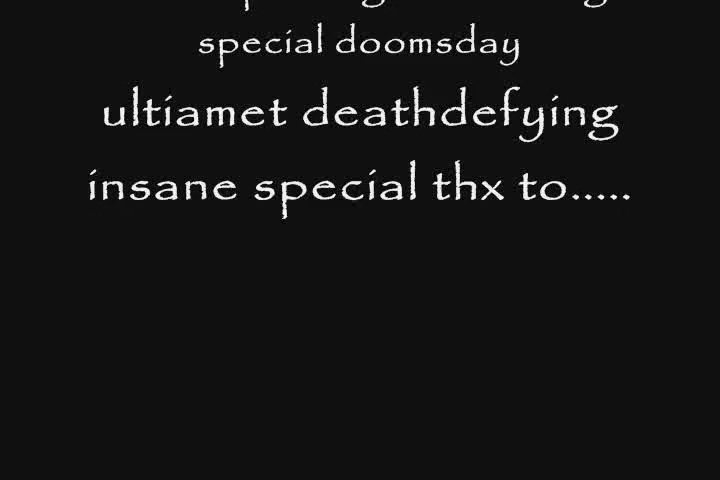 special doomsday
ultiamet deathdefying
insane special thx to.....